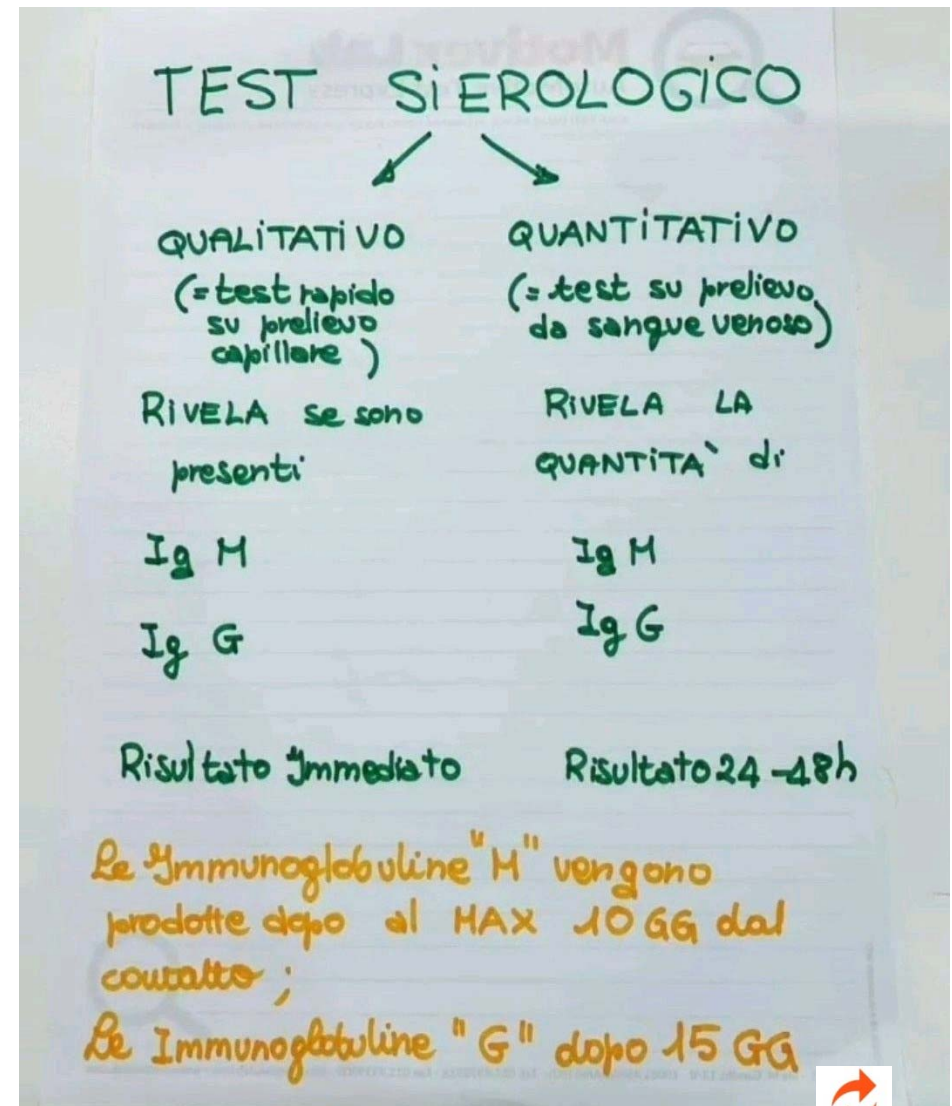 TEST SIEROLOGICO
QUALITATIVO
(= test rapido
su prelievo
capillare)
RIVELA se sono
presenti
Ig M
Ig G
Risultato Immediato
QUANTITATIVO
(= test su prelievo
da sangue venoso)
RIVELA LA
QUANTITA' di
Ig M
Ig G
Risultato 24-48h
Le Immunoglobuline "M" vengono
prodotte dopo al MAX 10 GG dal
contatto;
Le Immunoglobuline "G" dopo 15 GG